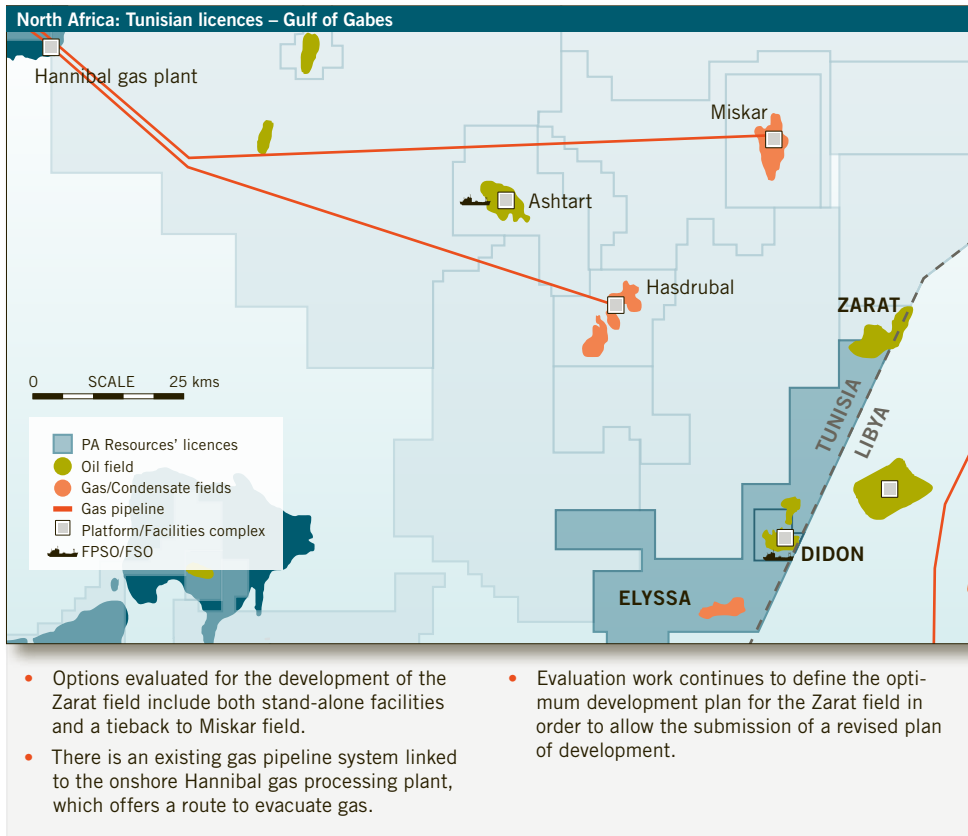 North Africa: Tunisian licences – Gulf of Gabes
Hannibal gas plant
Miskar
Ashtart
Hasdrubal
ZARAT
0 SCALE 25 kms
TUNISIA
LIBYA
PA Resources' licences
Oil field
Gas/Condensate fields
Gas pipeline
Platform/Facilities complex
FPSO/FSO
DIDON
ELYSSA
• Options evaluated for the development of the
Zarat field include both stand-alone facilities
and a tieback to Miskar field.
• There is an existing gas pipeline system linked
to the onshore Hannibal gas processing plant,
which offers a route to evacuate gas.
• Evaluation work continues to define the opti-
mum development plan for the Zarat field in
order to allow the submission of a revised plan
of development.